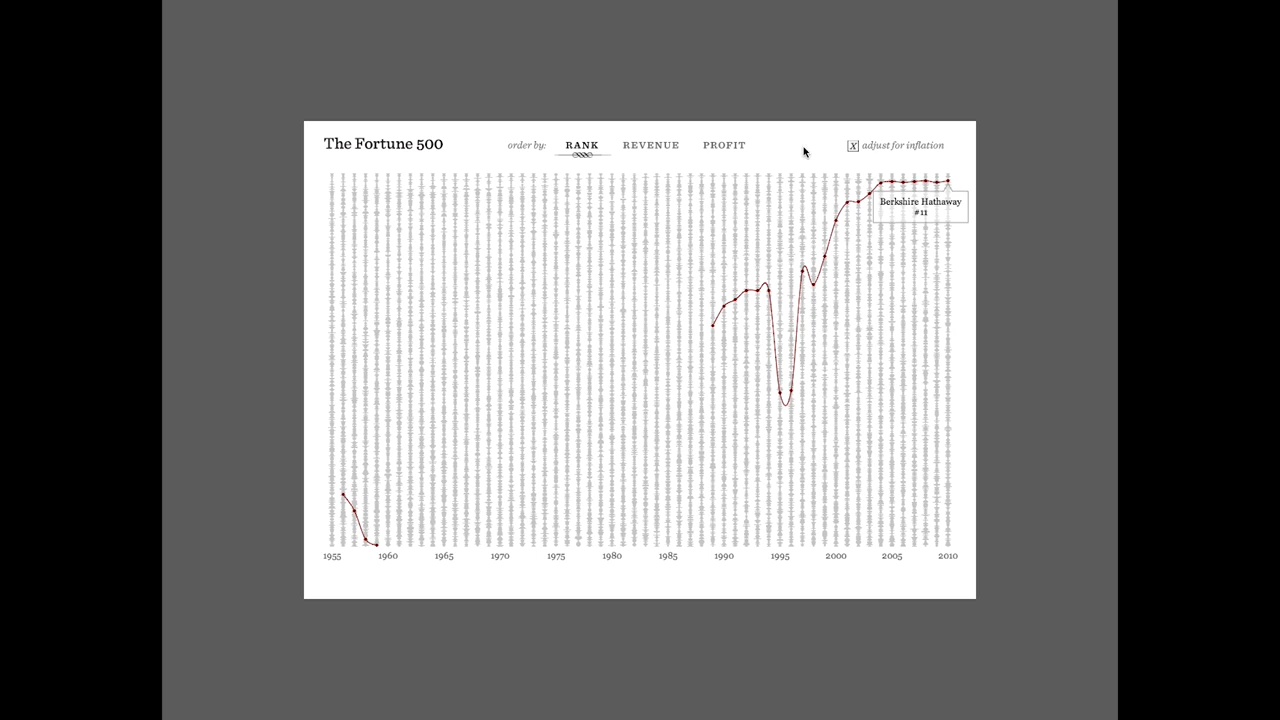 The Fortune 500
order by: RANK REVENUE PROFIT
X adjust for inflation
Berkshire Hathaway
#11
1955 1960 1965 1970 1975 1980 1985 1990 1995 2000 2005 2010